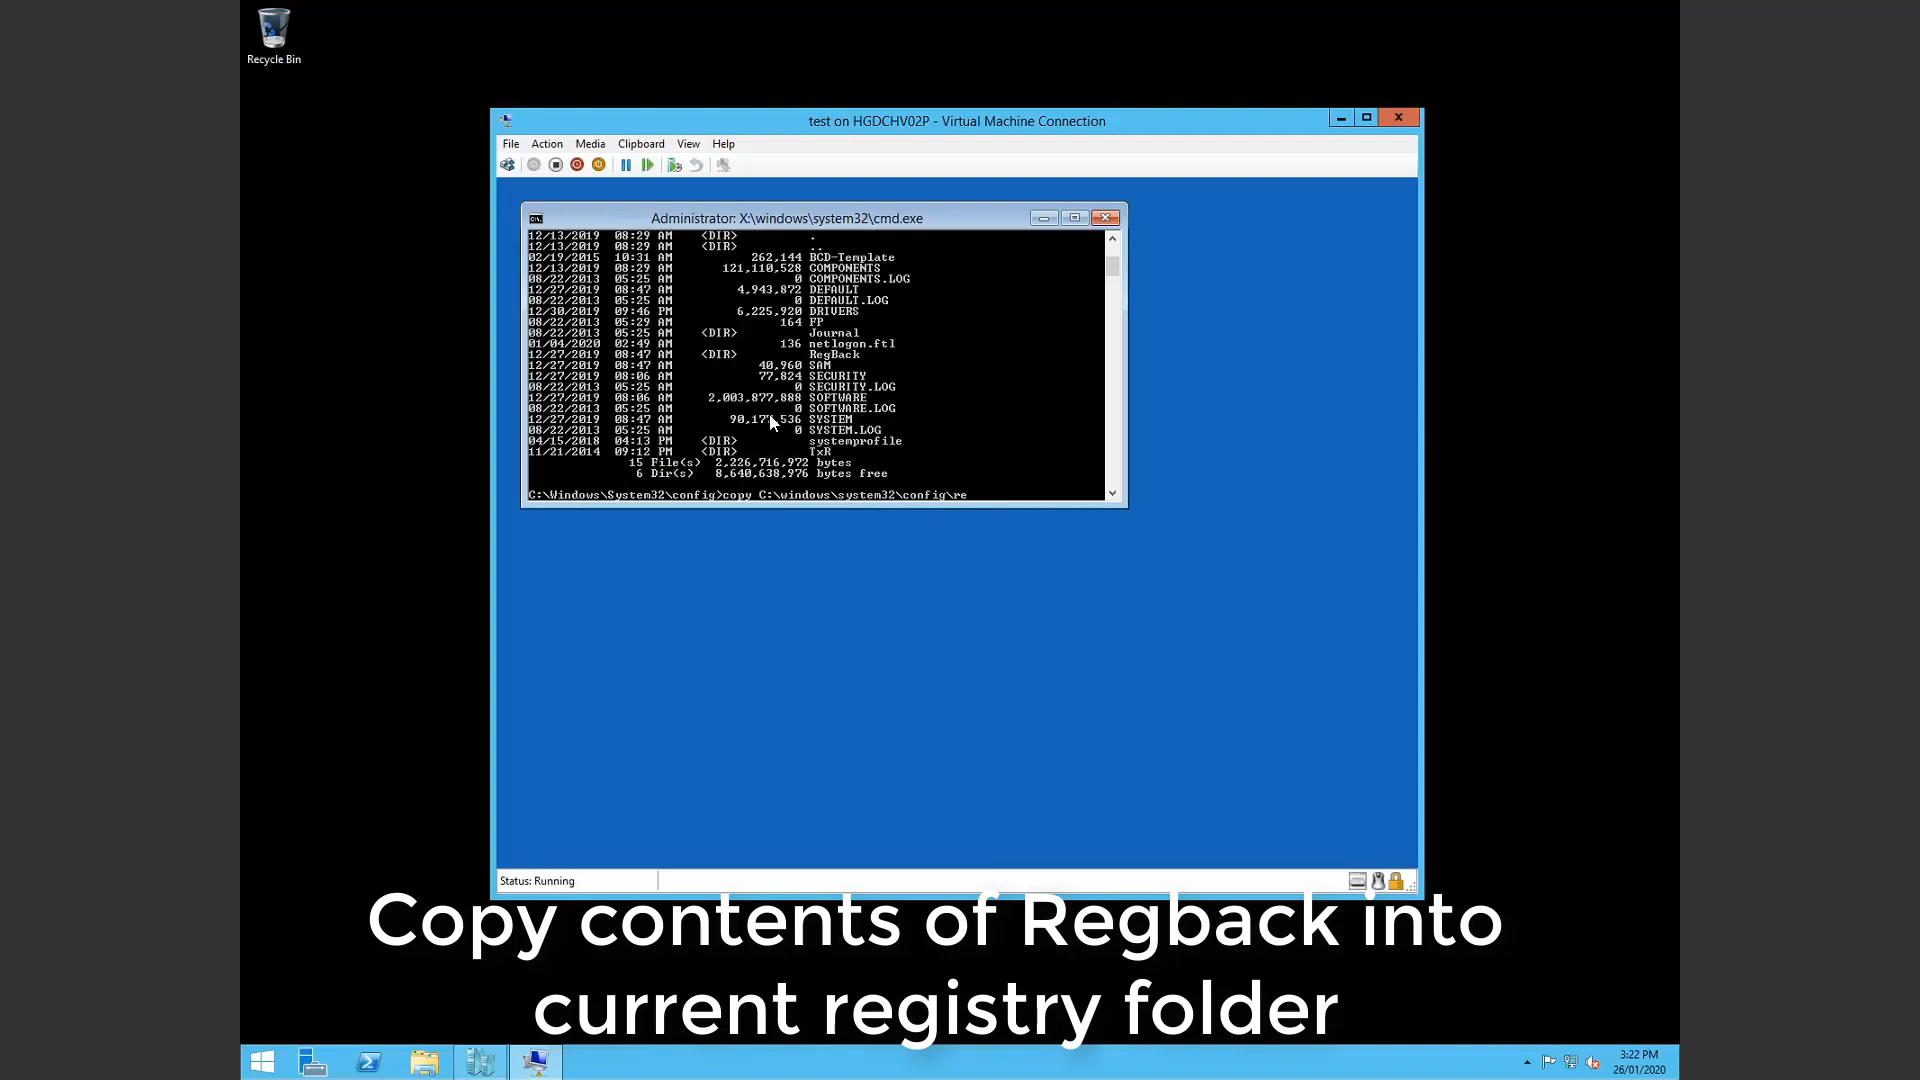 Recycle Bin
test on HGDCHV02P - Virtual Machine Connection
File Action Media Clipboard View Help
Administrator: X:\windows\system32\cmd.exe
12/13/2019 08:29 AM <DIR> .
12/13/2019 08:29 AM <DIR> ..
02/19/2015 10:31 AM 262,144 BCD-Template
12/13/2019 08:29 AM 121,110,528 COMPONENTS
08/22/2013 05:25 AM 0 COMPONENTS.LOG
12/27/2019 08:47 AM 4,943,872 DEFAULT
08/22/2013 05:25 AM 0 DEFAULT.LOG
12/30/2019 09:46 PM 6,225,920 DRIVERS
08/22/2013 05:29 AM 164 FP
08/22/2013 05:25 AM <DIR> Journal
01/04/2020 02:49 AM 136 netlogon.ftl
12/27/2019 08:47 AM <DIR> RegBack
12/27/2019 08:47 AM 40,960 SAM
12/27/2019 08:06 AM 77,824 SECURITY
08/22/2013 05:25 AM 0 SECURITY.LOG
12/27/2019 08:06 AM 2,003,877,888 SOFTWARE
08/22/2013 05:25 AM 0 SOFTWARE.LOG
12/27/2019 08:47 AM SYSTEM
08/22/2013 05:25 AM 0 SYSTEM.LOG
04/15/2018 04:13 PM <DIR> systemprofile
11/21/2014 09:12 PM <DIR> TxR
15 File(s) 2,226,716,972 bytes
6 Dir(s) 8,640,638,976 bytes free
C:\Windows\System32\config>copy C:\windows\system32\config\re
Status: Running
Copy contents of Regback into
current registry folder
3:22 PM
26/01/2020